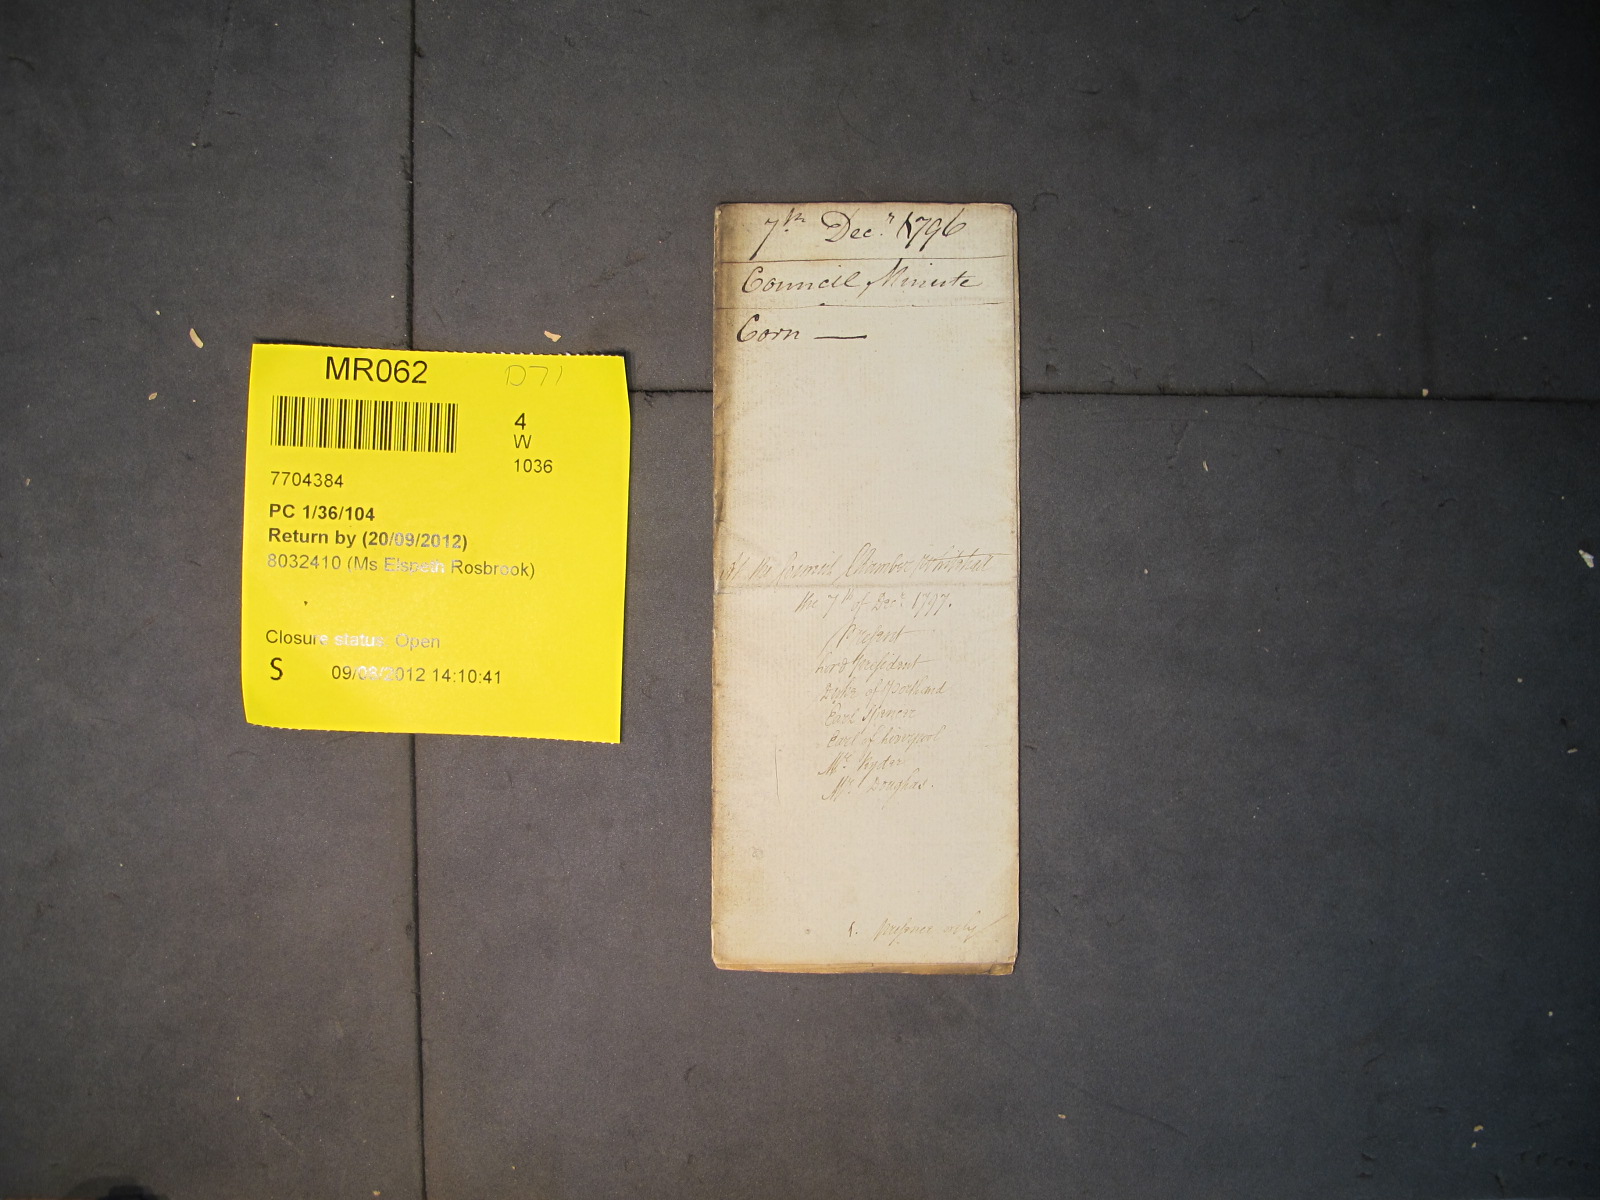 MR062
D71
4
W
1036
7704384
PC 1/36/104
Return by (20/09/2012)
8032410 (Ms Elspeth Rosbrook)
Closure status Open
S 09/08/2012 14:10:41
7th Decr 1796
Council Minute
Corn —
At the Council Chamber Whitehall
the 7th of Decr 1797.
Present
Lord President
Duke of Portland
Earl Spencer
Earl of Liverpool
Mr Ryder
Mr Douglas.